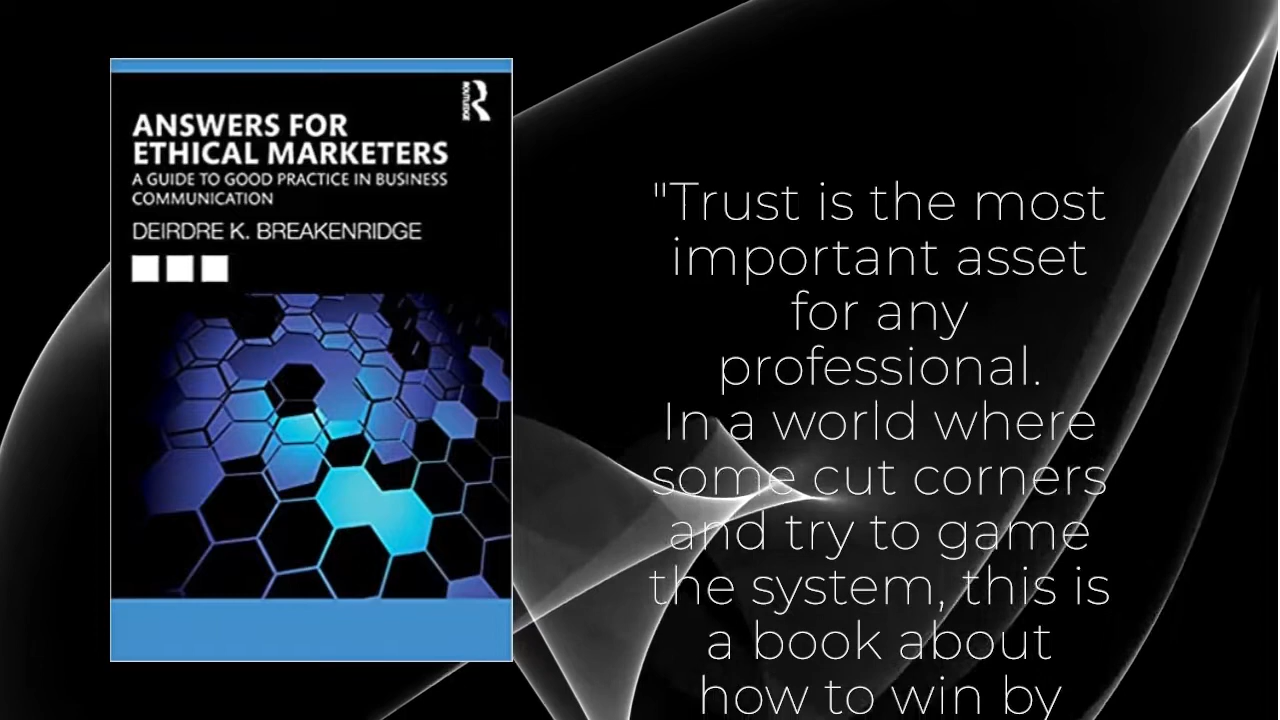 ROUTLEDGE
ANSWERS FOR
ETHICAL MARKETERS
A GUIDE TO GOOD PRACTICE IN BUSINESS
COMMUNICATION
DEIRDRE K. BREAKENRIDGE
"Trust is the most
important asset
for any
professional.
In a world where
some cut corners
and try to game
the system, this is
a book about
how to win by